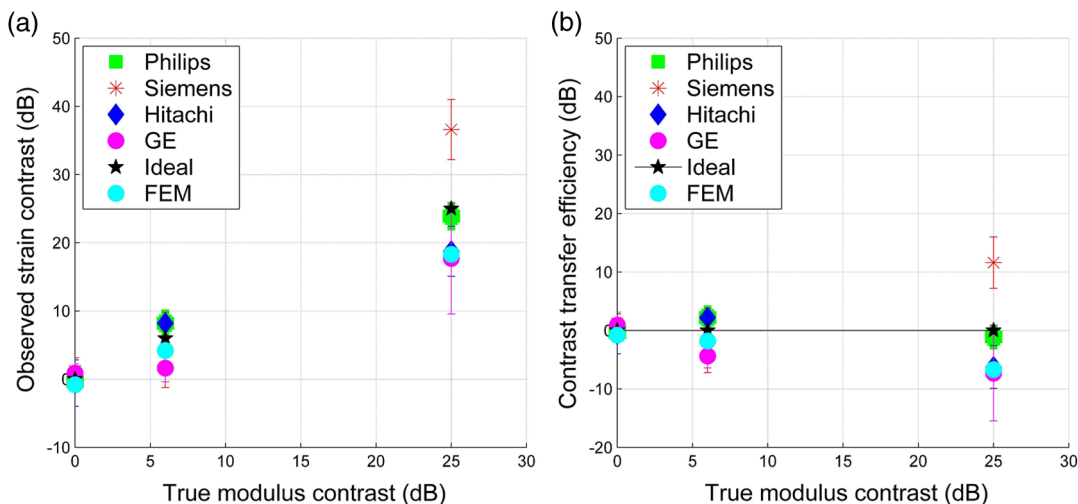 (a)
Observed strain contrast (dB)
50
40
30
20
10
0
-10
Philips
Siemens
Hitachi
GE
Ideal
FEM
0
5
10
15
20
25
30
True modulus contrast (dB)
(b)
Contrast transfer efficiency (dB)
50
40
30
20
10
0
-10
-20
Philips
Siemens
Hitachi
GE
Ideal
FEM
0
5
10
15
20
25
30
True modulus contrast (dB)